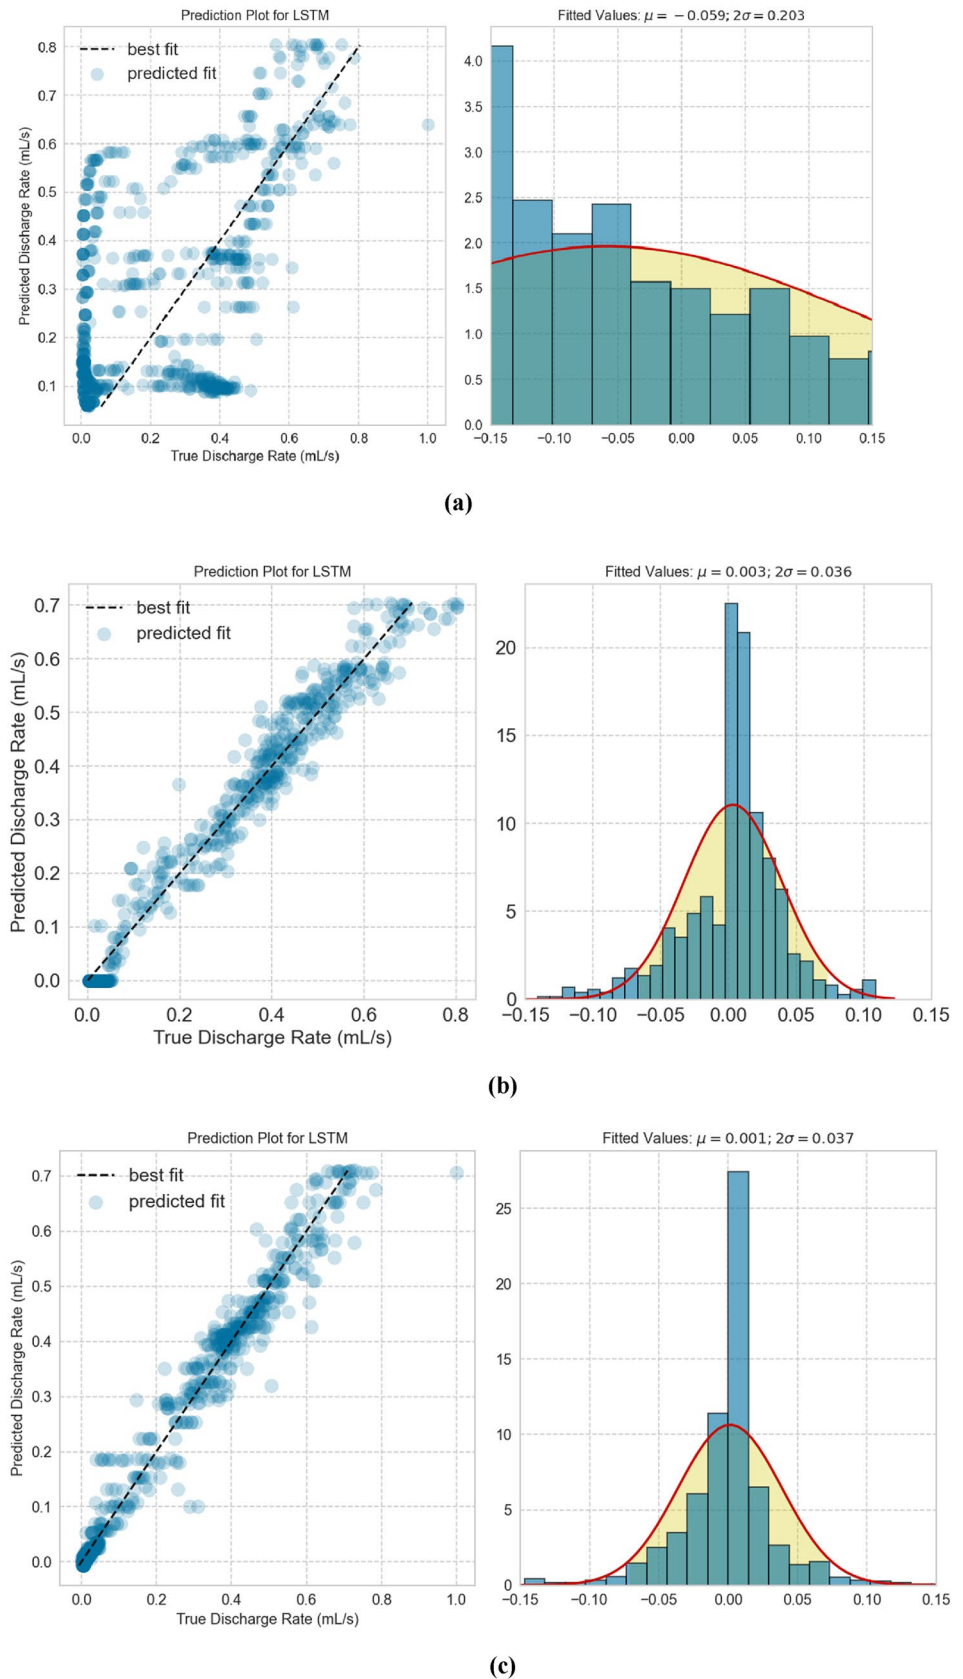 Prediction Plot for LSTM
Fitted Values: μ = −0.059; 2σ = 0.203
best fit
predicted fit
Predicted Discharge Rate (mL/s)
0.8
0.7
0.6
0.5
0.4
0.3
0.2
0.1
0.0 0.2 0.4 0.6 0.8 1.0
True Discharge Rate (mL/s)
4.0
3.5
3.0
2.5
2.0
1.5
1.0
0.5
0.0
−0.15 −0.10 −0.05 0.00 0.05 0.10 0.15
(a)
Prediction Plot for LSTM
Fitted Values: μ = 0.003; 2σ = 0.036
best fit
predicted fit
Predicted Discharge Rate (mL/s)
0.7
0.6
0.5
0.4
0.3
0.2
0.1
0.0
0.0 0.2 0.4 0.6 0.8
True Discharge Rate (mL/s)
20
15
10
5
0
−0.15 −0.10 −0.05 0.00 0.05 0.10 0.15
(b)
Prediction Plot for LSTM
Fitted Values: μ = 0.001; 2σ = 0.037
best fit
predicted fit
Predicted Discharge Rate (mL/s)
0.7
0.6
0.5
0.4
0.3
0.2
0.1
0.0
0.0 0.2 0.4 0.6 0.8 1.0
True Discharge Rate (mL/s)
25
20
15
10
5
0
−0.15 −0.10 −0.05 0.00 0.05 0.10 0.15
(c)